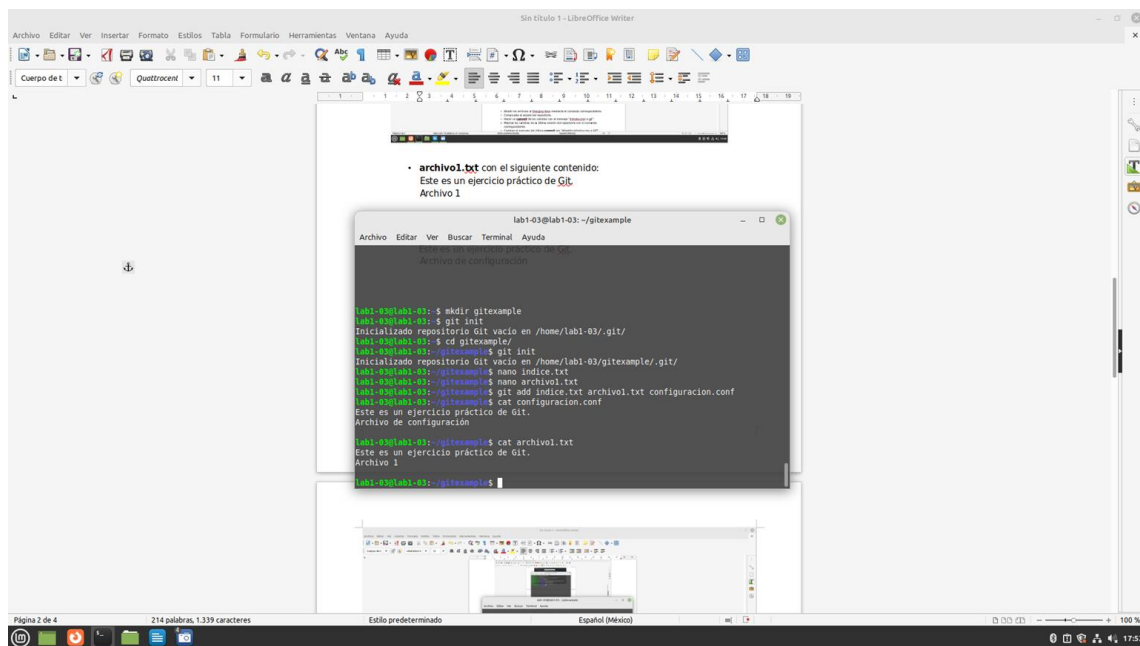 Sin título 1 - LibreOffice Writer
Archivo Editar Ver Insertar Formato Estilos Tabla Formulario Herramientas Ventana Ayuda
Cuerpo de t Quattrocent 11
archivo1.txt con el siguiente contenido:
Este es un ejercicio práctico de Git.
Archivo 1
lab1-03@lab1-03: ~/gitexample
Archivo Editar Ver Buscar Terminal Ayuda
Este es un ejercicio práctico de Git.
Archivo de configuración
lab1-03@lab1-03:~$ mkdir gitexample
lab1-03@lab1-03:~$ git init
Inicializado repositorio Git vacío en /home/lab1-03/.git/
lab1-03@lab1-03:~$ cd gitexample/
lab1-03@lab1-03:~/gitexample$ git init
Inicializado repositorio Git vacío en /home/lab1-03/gitexample/.git/
lab1-03@lab1-03:~/gitexample$ nano indice.txt
lab1-03@lab1-03:~/gitexample$ nano archivo1.txt
lab1-03@lab1-03:~/gitexample$ git add indice.txt archivo1.txt configuracion.conf
lab1-03@lab1-03:~/gitexample$ cat configuracion.conf
Este es un ejercicio práctico de Git.
Archivo de configuración
lab1-03@lab1-03:~/gitexample$ cat archivo1.txt
Este es un ejercicio práctico de Git.
Archivo 1
lab1-03@lab1-03:~/gitexample$
Página 2 de 4 214 palabras, 1.339 caracteres Estilo predeterminado Español (México) 100 %